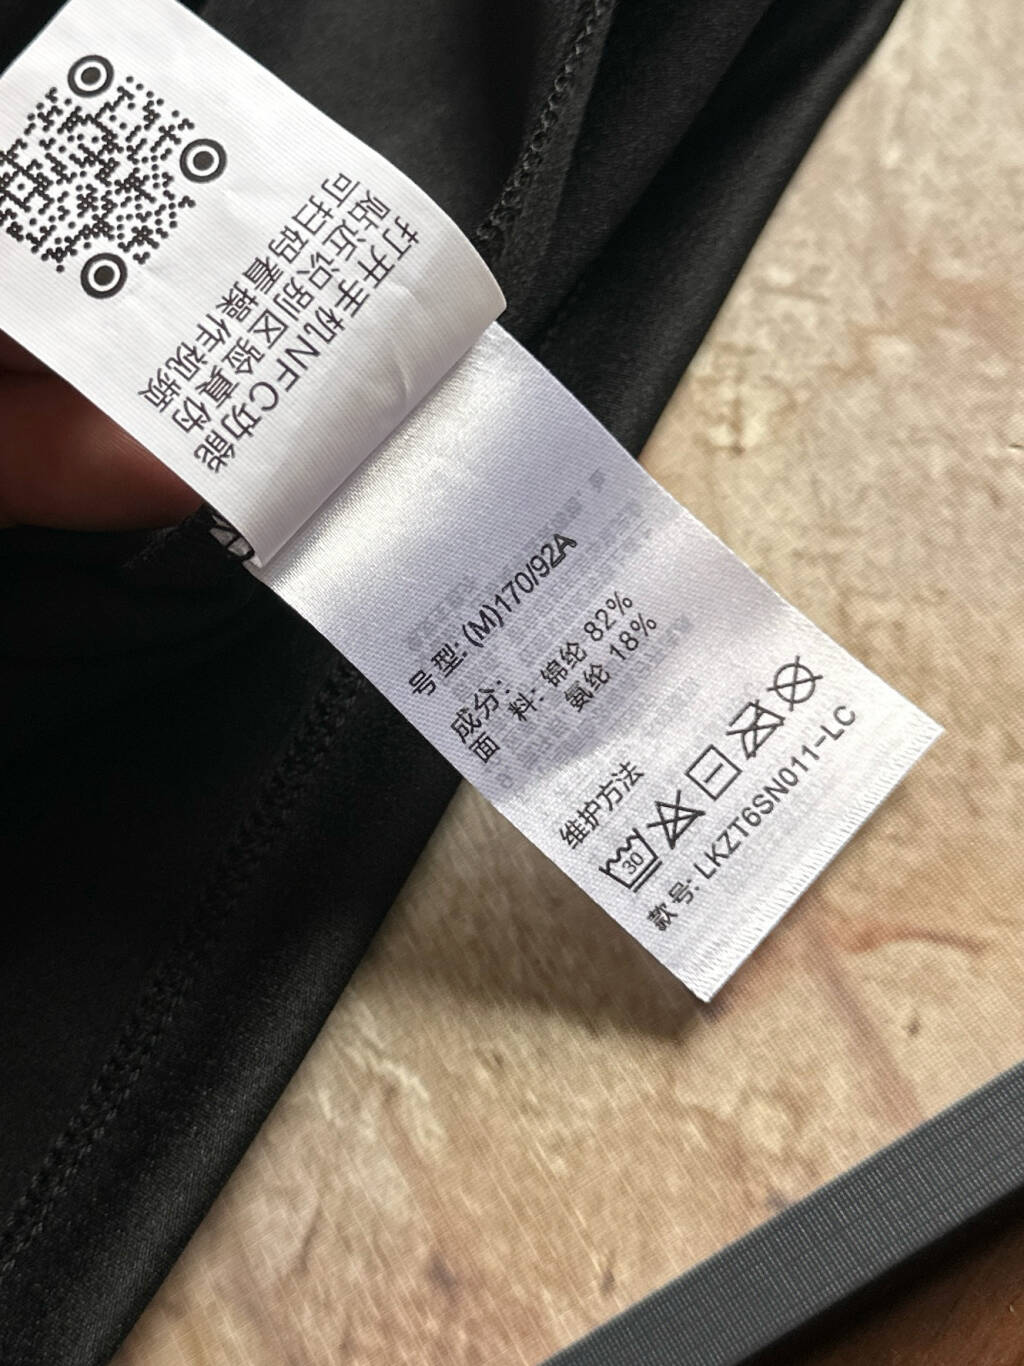 打开手机NFC功能
贴近识别区验真伪
可扫码看操作视频
号型: (M)170/92A
成分:
面 料: 锦纶 82%
氨纶 18%
维护方法
30
款号: LKZT6SN011-LC